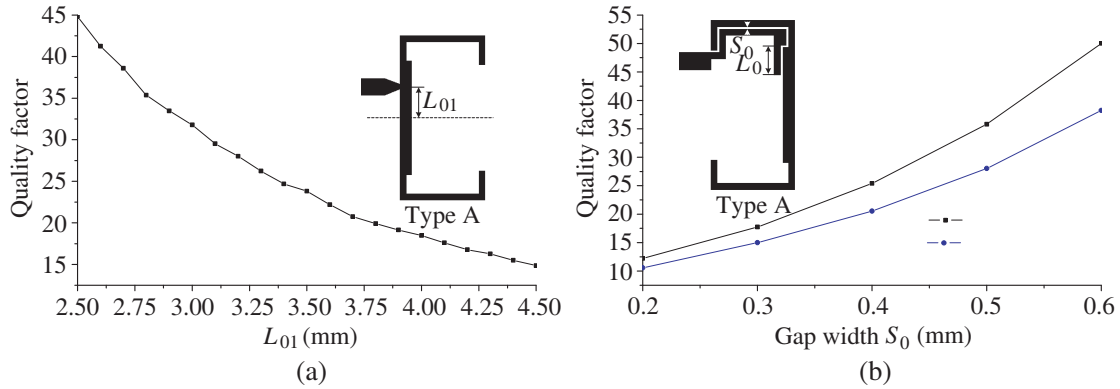 45
40
35
30
25
20
15
Quality factor
L01
Type A
2.50 2.75 3.00 3.25 3.50 3.75 4.00 4.25 4.50
L01 (mm)
(a)
55
50
45
40
35
30
25
20
15
10
Quality factor
S0
L0
Type A
0.2 0.3 0.4 0.5 0.6
Gap width S0 (mm)
(b)